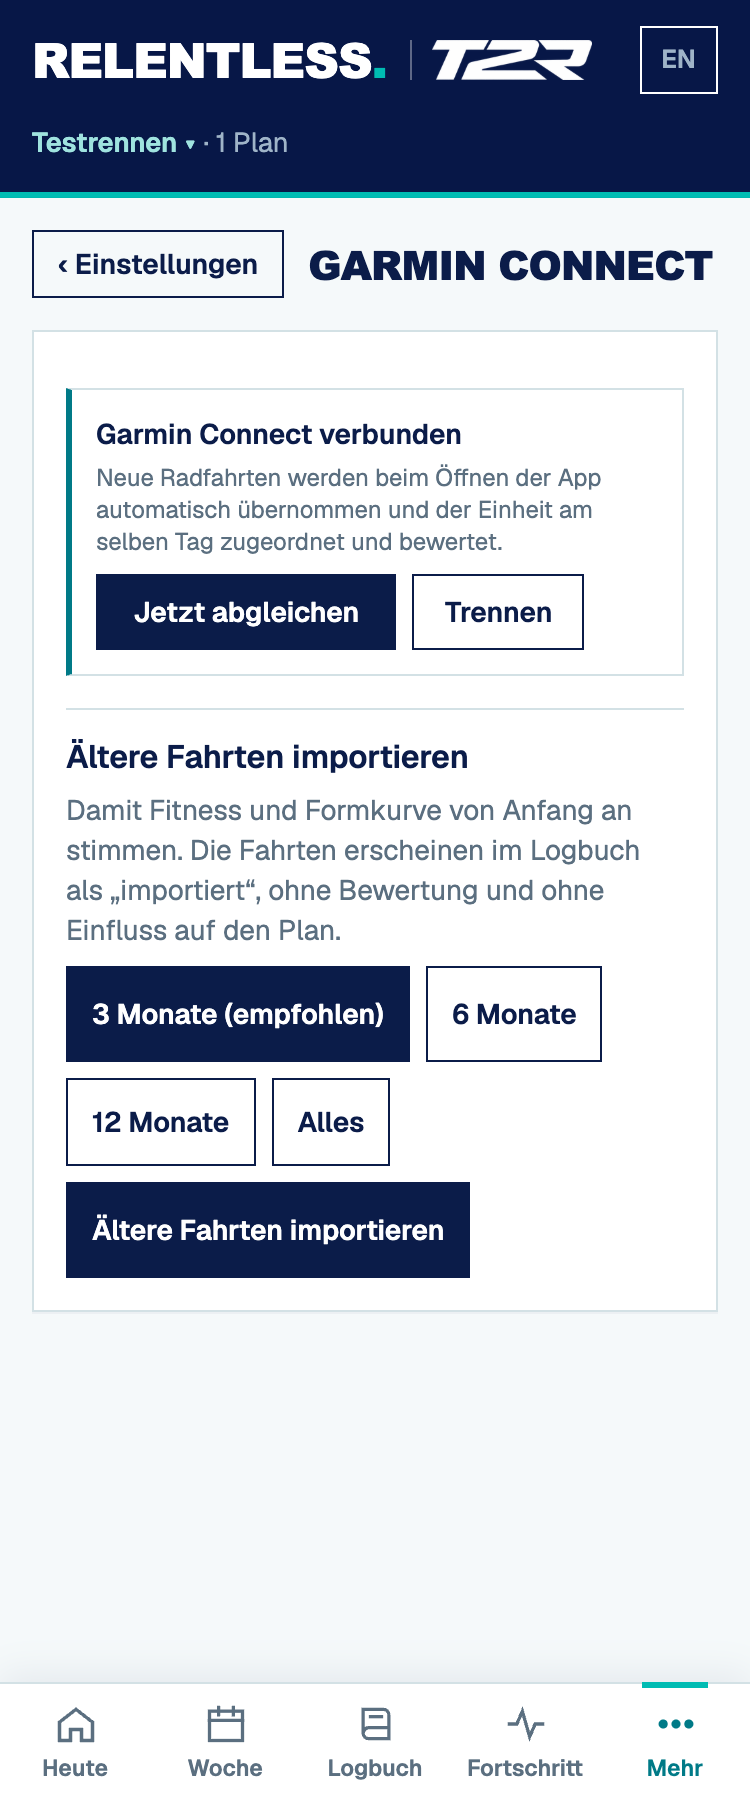 RELENTLESS. T2R EN
Testrennen ▾ · 1 Plan
‹ Einstellungen GARMIN CONNECT
Garmin Connect verbunden
Neue Radfahrten werden beim Öffnen der App
automatisch übernommen und der Einheit am
selben Tag zugeordnet und bewertet.
Jetzt abgleichen Trennen
Ältere Fahrten importieren
Damit Fitness und Formkurve von Anfang an
stimmen. Die Fahrten erscheinen im Logbuch
als „importiert“, ohne Bewertung und ohne
Einfluss auf den Plan.
3 Monate (empfohlen) 6 Monate
12 Monate Alles
Ältere Fahrten importieren
Heute Woche Logbuch Fortschritt Mehr